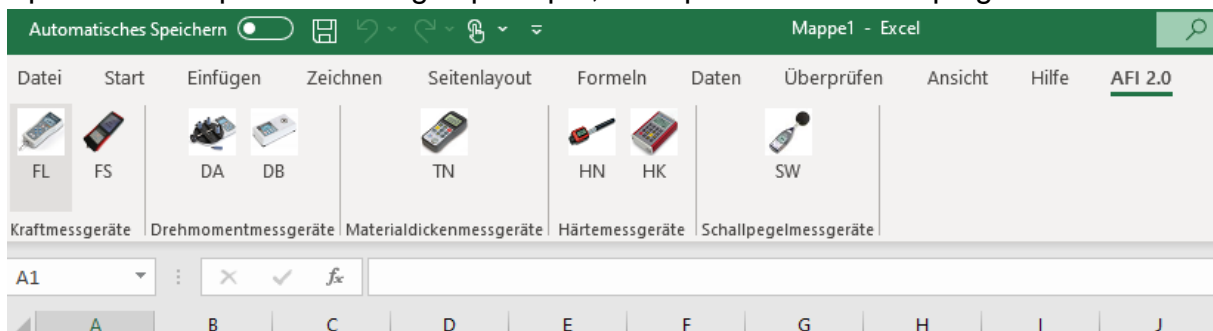 Automatisches Speichern
Mappe1 - Excel
Datei Start Einfügen Zeichnen Seitenlayout Formeln Daten Überprüfen Ansicht Hilfe AFI 2.0
FL FS DA DB TN HN HK SW
Kraftmessgeräte Drehmomentmessgeräte Materialdickenmessgeräte Härtemessgeräte Schallpegelmessgeräte
A1 fx
A B C D E F G H I J